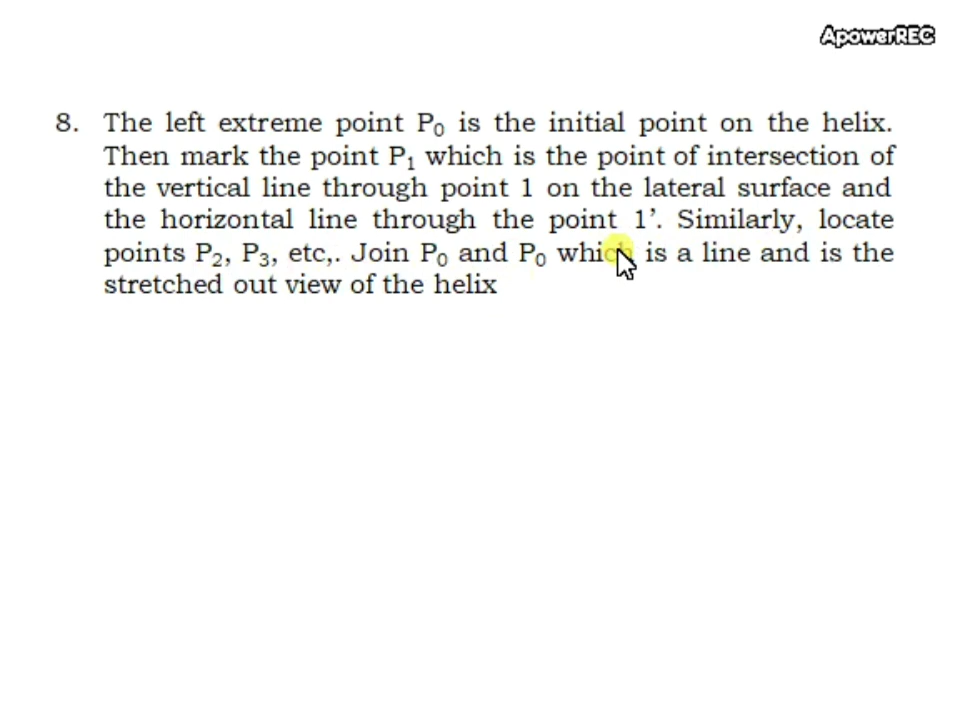 ApowerREC
8. The left extreme point P₀ is the initial point on the helix.
Then mark the point P₁ which is the point of intersection of
the vertical line through point 1 on the lateral surface and
the horizontal line through the point 1’. Similarly, locate
points P₂, P₃, etc,. Join P₀ and P₀ which is a line and is the
stretched out view of the helix